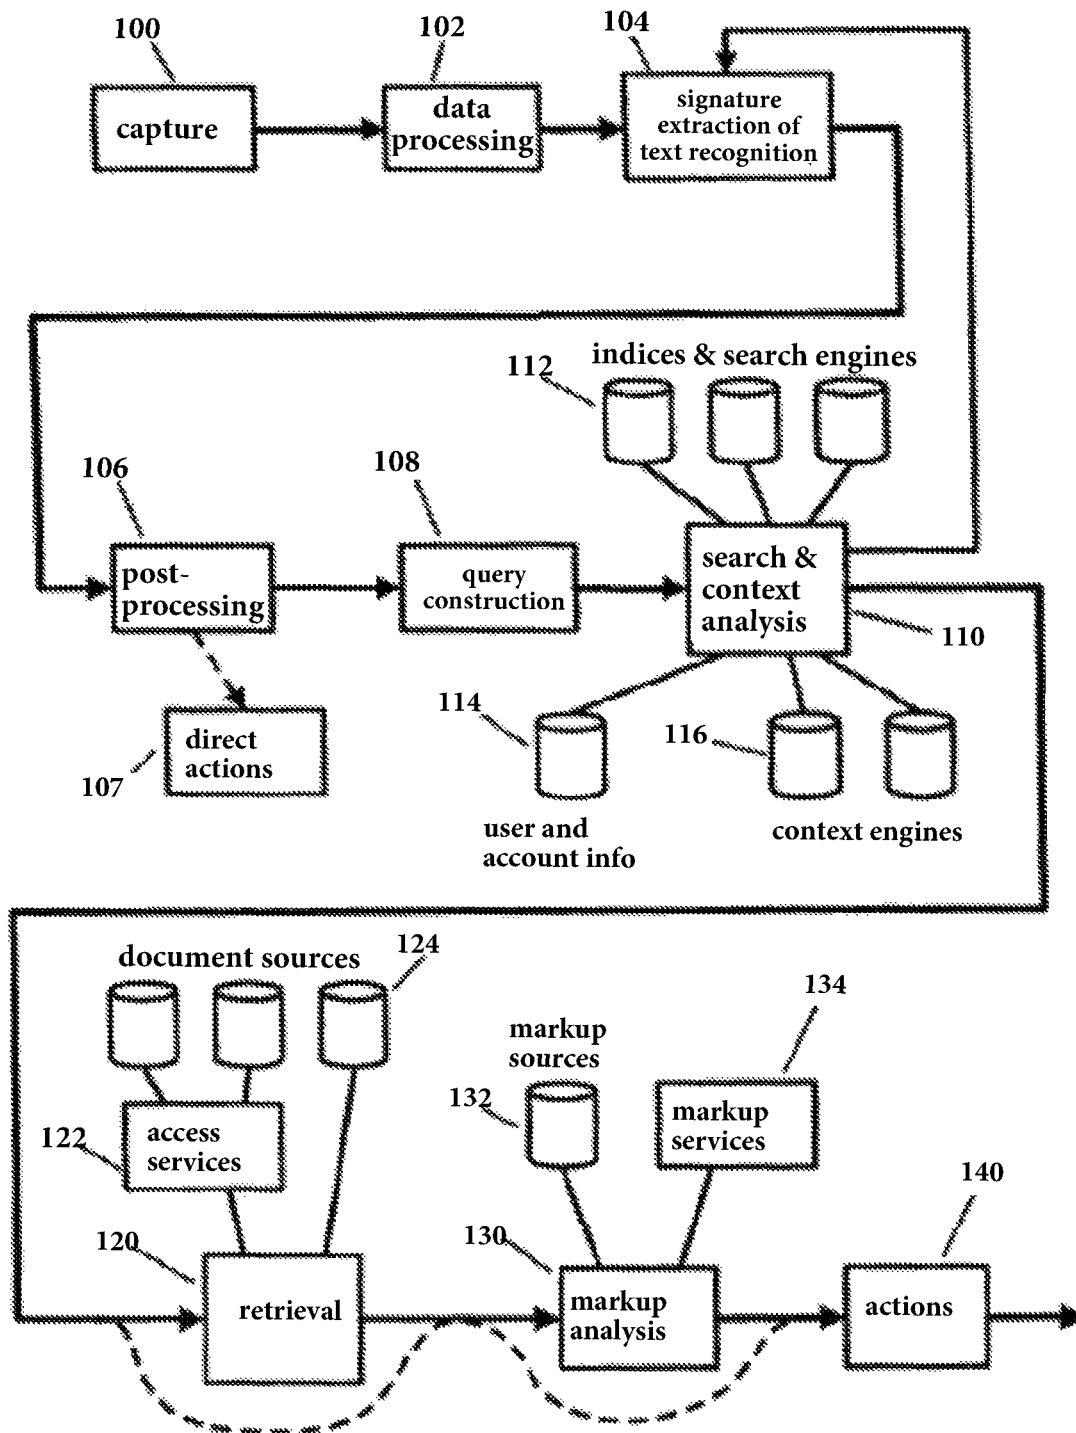 100
102
104
capture
data
processing
signature
extraction of
text recognition
indices & search engines
112
106
108
post-
processing
query
construction
search &
context
analysis
110
114
116
direct
actions
107
user and
account info
context engines
document sources
124
134
markup
sources
132
markup
services
122
access
services
140
120
130
retrieval
markup
analysis
actions